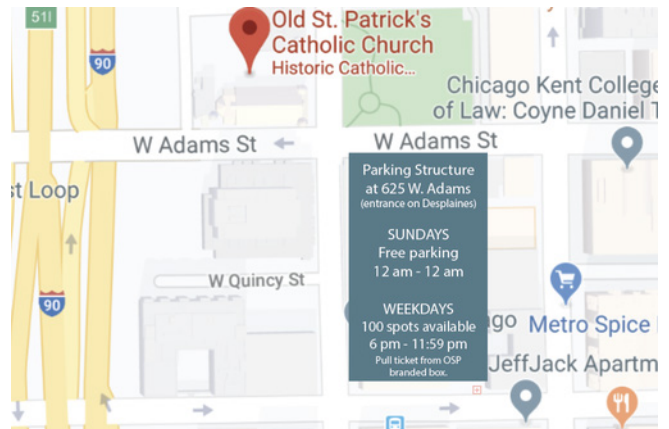 51I
Old St. Patrick's
Catholic Church
Historic Catholic...
90
Chicago Kent College
of Law: Coyne Daniel T
W Adams St
W Adams St
st Loop
Parking Structure
at 625 W. Adams
(entrance on Desplaines)
SUNDAYS
Free parking
12 am - 12 am
W Quincy St
90
WEEKDAYS
100 spots available
6 pm - 11:59 pm
Pull ticket from OSP
branded box.
ago
Metro Spice
JeffJack Apartm